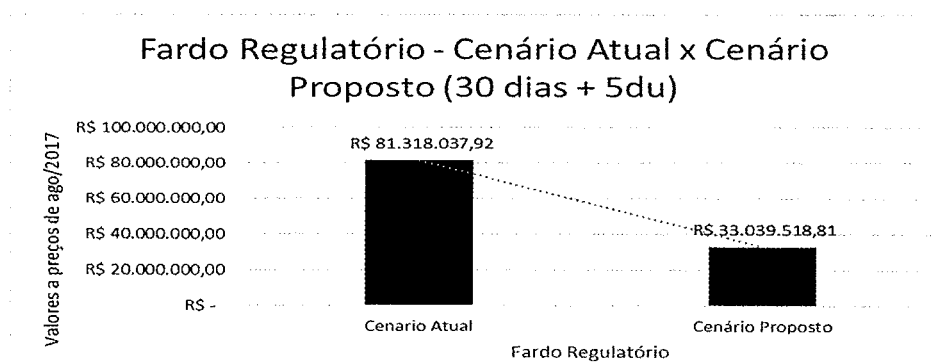 Fardo Regulatório - Cenário Atual x Cenário
Proposto (30 dias + 5du)
Valores a preços de ago/2017
R$ 100.000.000,00
R$ 80.000.000,00
R$ 60.000.000,00
R$ 40.000.000,00
R$ 20.000.000,00
R$ -
R$ 81.318.037,92
R$ 33.039.518,81
Cenario Atual
Cenário Proposto
Fardo Regulatório